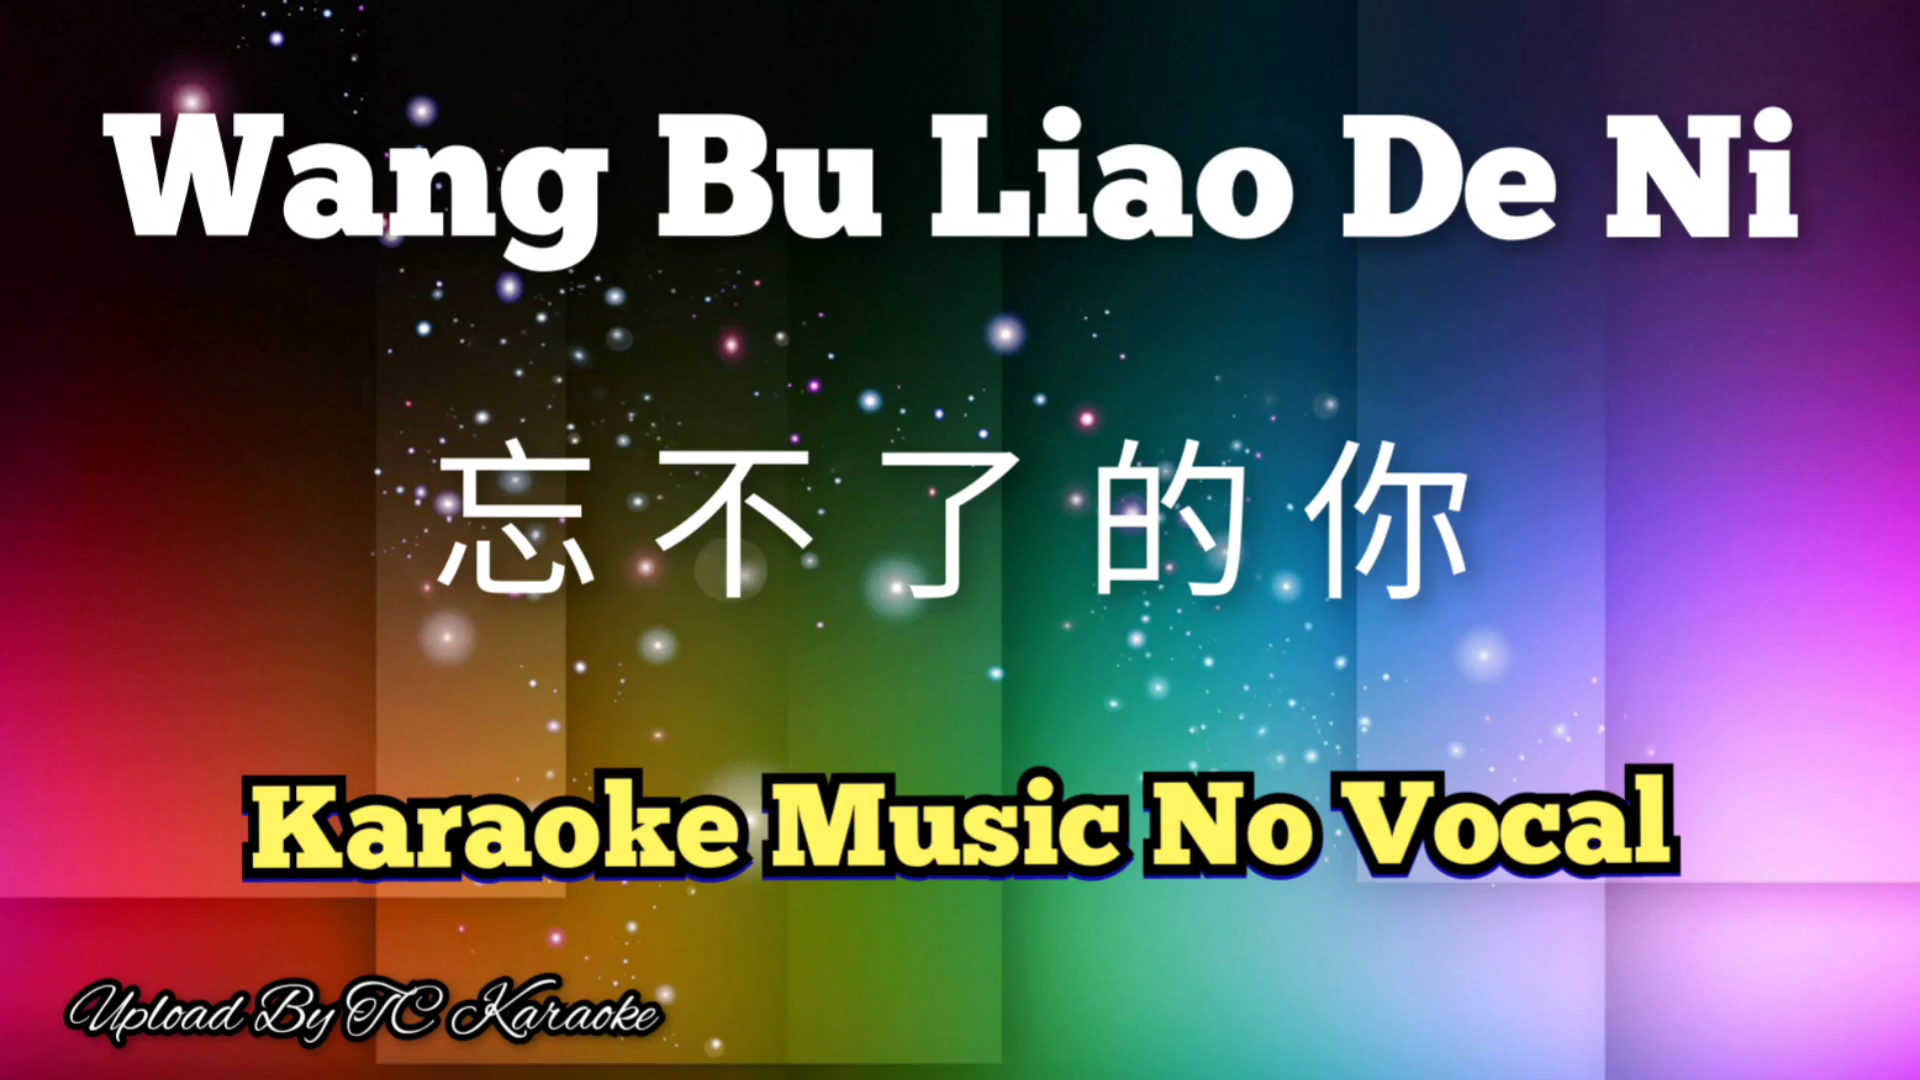 Wang Bu Liao De Ni
忘不了的你
Karaoke Music No Vocal
Upload By TC Karaoke